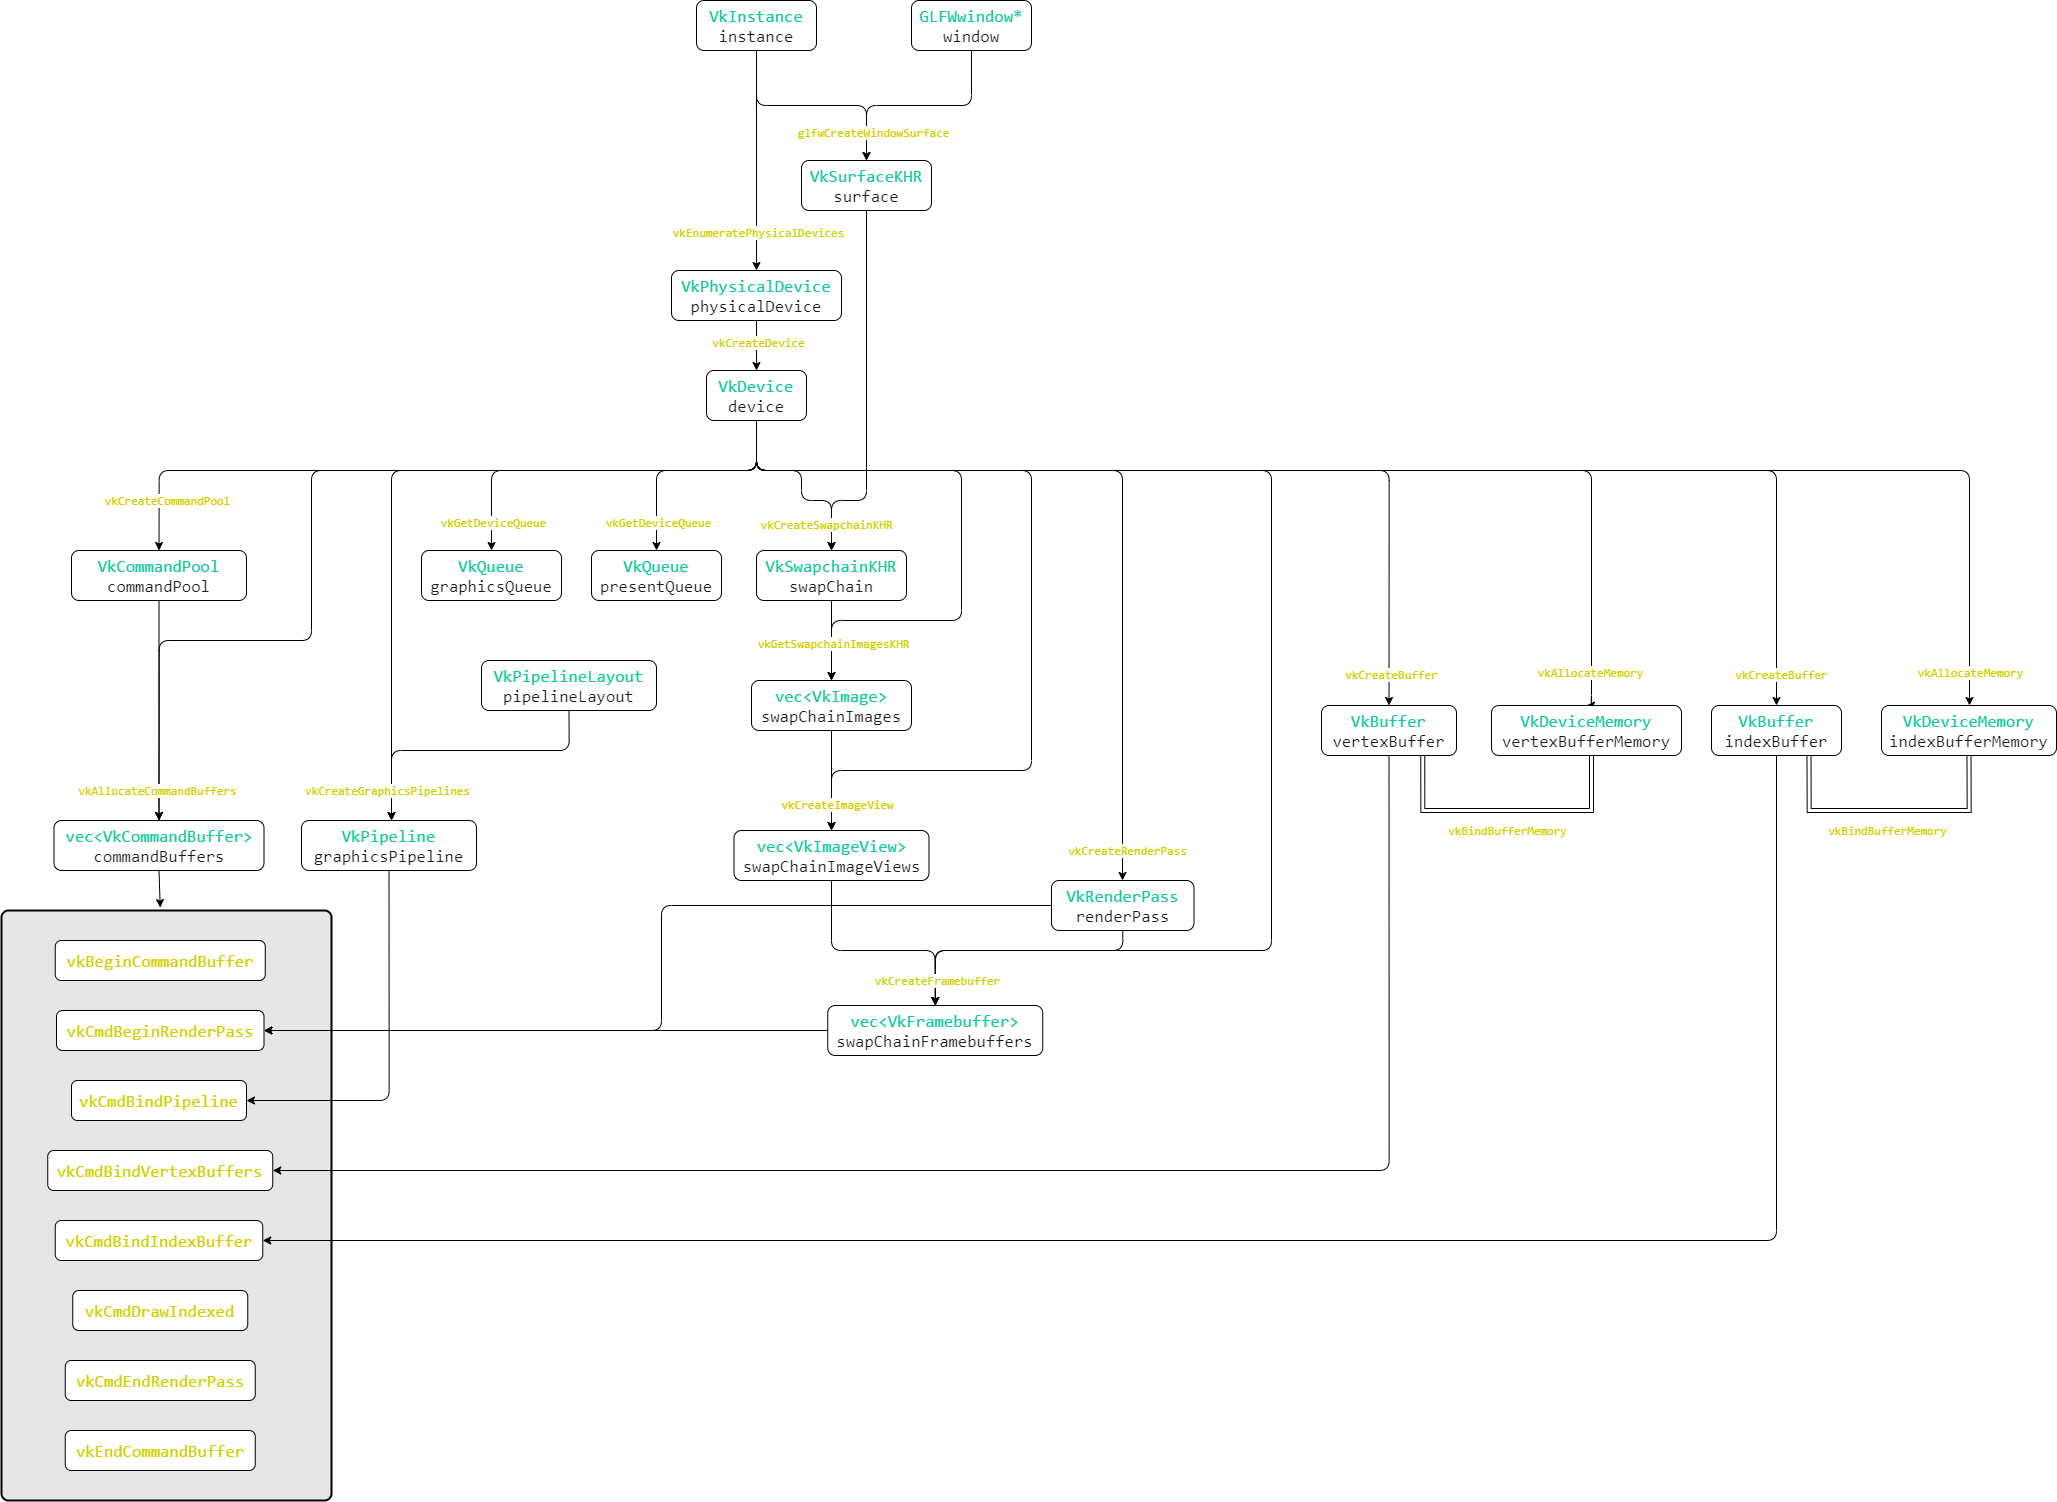 VkInstance
instance
GLFWwindow*
window
glfwCreateWindowSurface
VkSurfaceKHR
surface
vkEnumeratePhysicalDevices
VkPhysicalDevice
physicalDevice
vkCreateDevice
VkDevice
device
vkCreateCommandPool
vkGetDeviceQueue
vkGetDeviceQueue
vkCreateSwapchainKHR
VkCommandPool
commandPool
VkQueue
graphicsQueue
VkQueue
presentQueue
VkSwapchainKHR
swapChain
vkGetSwapchainImagesKHR
VkPipelineLayout
pipelineLayout
vec<VkImage>
swapChainImages
vkCreateBuffer
vkAllocateMemory
vkCreateBuffer
vkAllocateMemory
VkBuffer
vertexBuffer
VkDeviceMemory
vertexBufferMemory
VkBuffer
indexBuffer
VkDeviceMemory
indexBufferMemory
vkAllocateCommandBuffers
vkCreateGraphicsPipelines
vkCreateImageView
vkBindBufferMemory
vkBindBufferMemory
vec<VkCommandBuffer>
commandBuffers
VkPipeline
graphicsPipeline
vec<VkImageView>
swapChainImageViews
vkCreateRenderPass
VkRenderPass
renderPass
vkCreateFramebuffer
vec<VkFramebuffer>
swapChainFramebuffers
vkBeginCommandBuffer
vkCmdBeginRenderPass
vkCmdBindPipeline
vkCmdBindVertexBuffers
vkCmdBindIndexBuffer
vkCmdDrawIndexed
vkCmdEndRenderPass
vkEndCommandBuffer